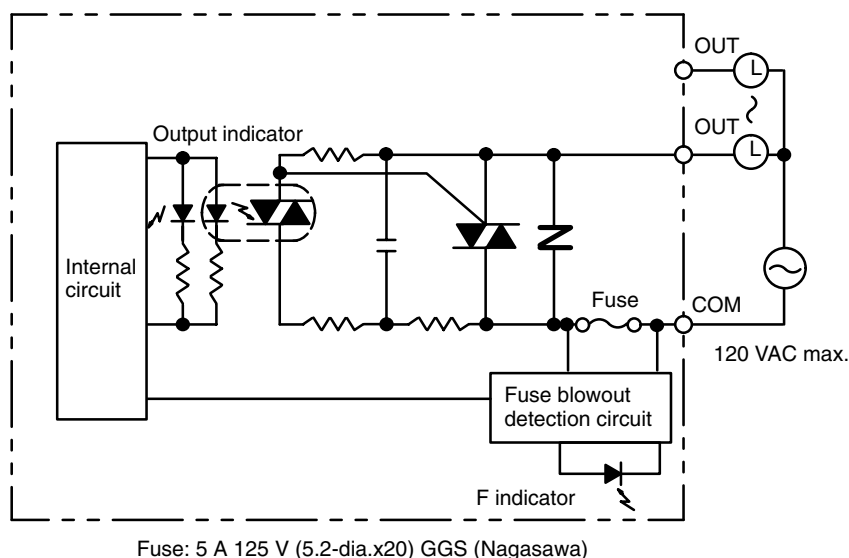 OUT
L
OUT
L
Output indicator
Internal
circuit
Fuse
COM
120 VAC max.
Fuse blowout
detection circuit
F indicator
Fuse: 5 A 125 V (5.2-dia.x20) GGS (Nagasawa)